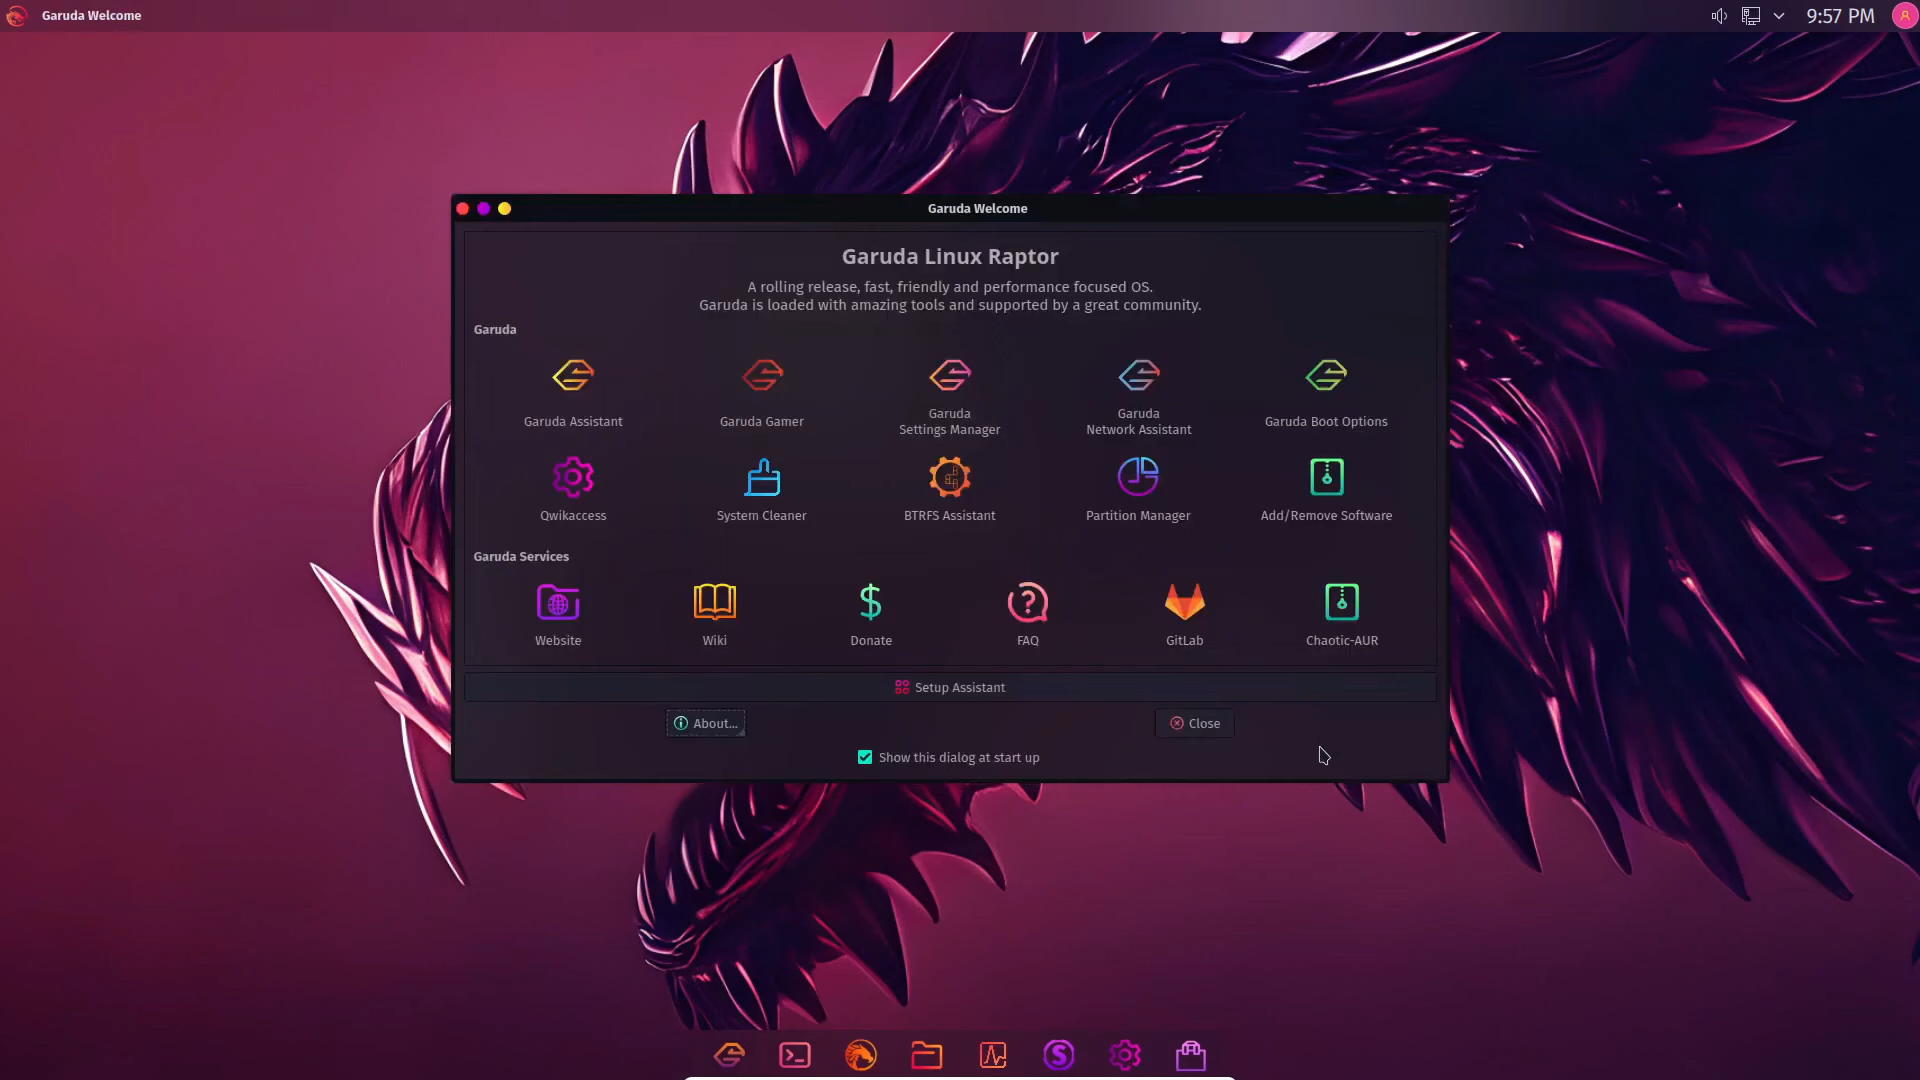 Garuda Welcome
9:57 PM
Garuda Welcome
Garuda Linux Raptor
A rolling release, fast, friendly and performance focused OS.
Garuda is loaded with amazing tools and supported by a great community.
Garuda
Garuda Assistant
Garuda Gamer
Garuda
Settings Manager
Garuda
Network Assistant
Garuda Boot Options
Qwikaccess
System Cleaner
BTRFS Assistant
Partition Manager
Add/Remove Software
Garuda Services
Website
Wiki
Donate
FAQ
GitLab
Chaotic-AUR
Setup Assistant
About...
Close
Show this dialog at start up